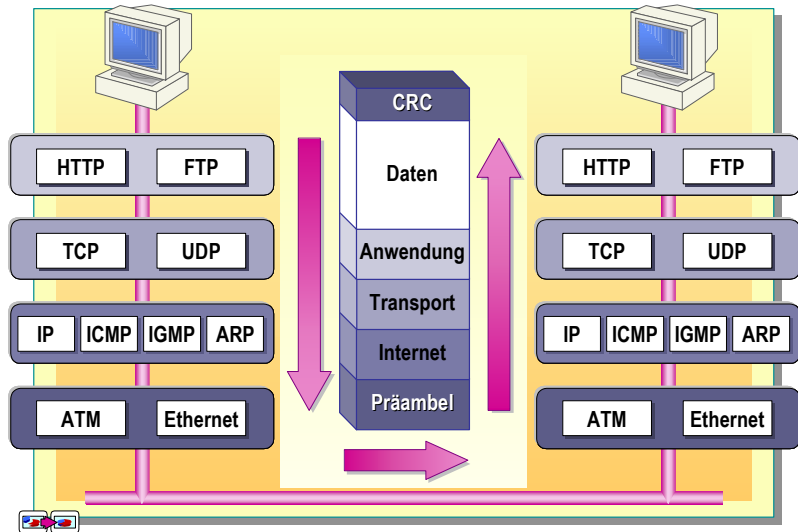 CRC
HTTP FTP
Daten
HTTP FTP
TCP UDP
Anwendung
TCP UDP
Transport
IP ICMP IGMP ARP
Internet
IP ICMP IGMP ARP
Präambel
ATM Ethernet
ATM Ethernet